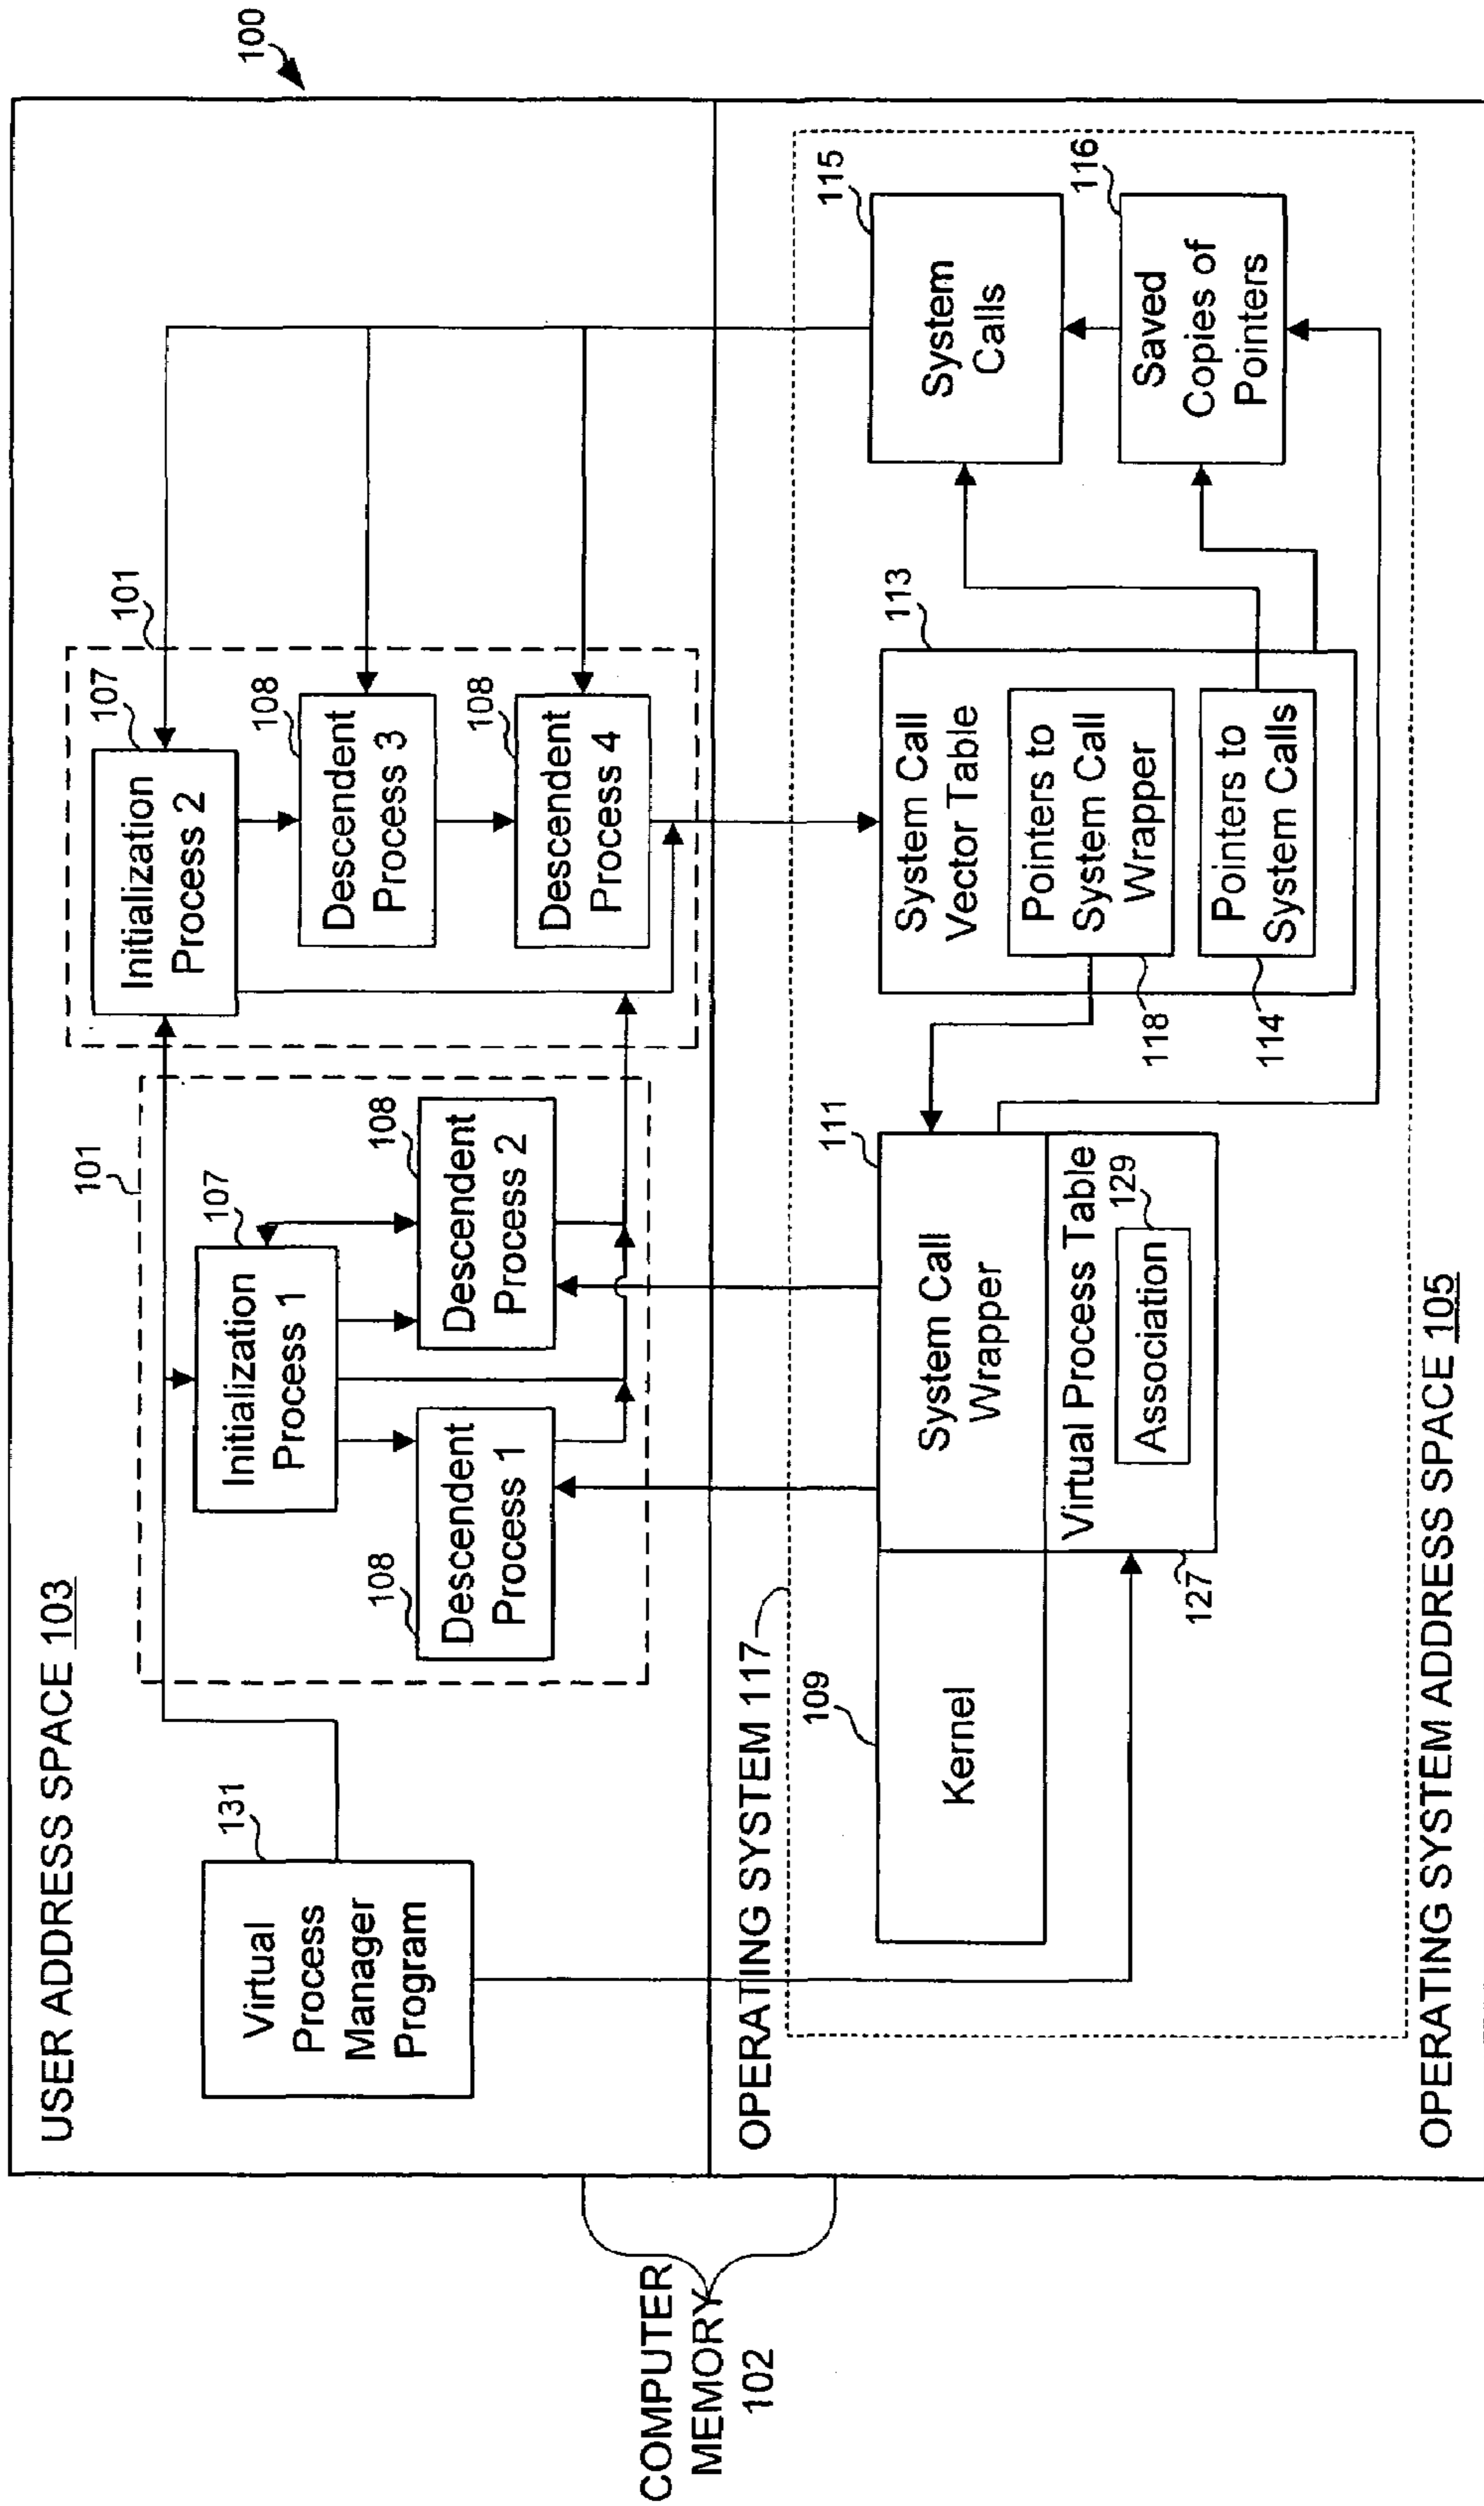 100
USER ADDRESS SPACE 103
131
Virtual
Process
Manager
Program
101
107
Initialization
Process 1
108
Descendent
Process 1
108
Descendent
Process 2
101
107
Initialization
Process 2
108
Descendent
Process 3
108
Descendent
Process 4
COMPUTER
MEMORY
102
OPERATING SYSTEM 117
109
Kernel
111
System Call
Wrapper
Virtual Process Table
129
Association
127
113
System Call
Vector Table
Pointers to
System Call
Wrapper
118
Pointers to
System Calls
114
115
System
Calls
116
Saved
Copies of
Pointers
OPERATING SYSTEM ADDRESS SPACE 105